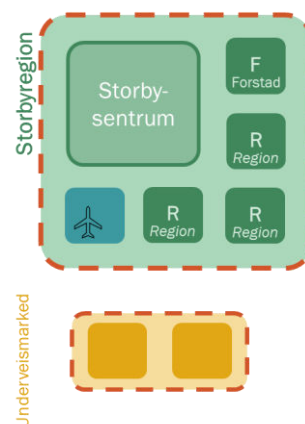 Storbyregion
Storby-
sentrum
F
Forstad
R
Region
R
Region
R
Region
Underveismarked